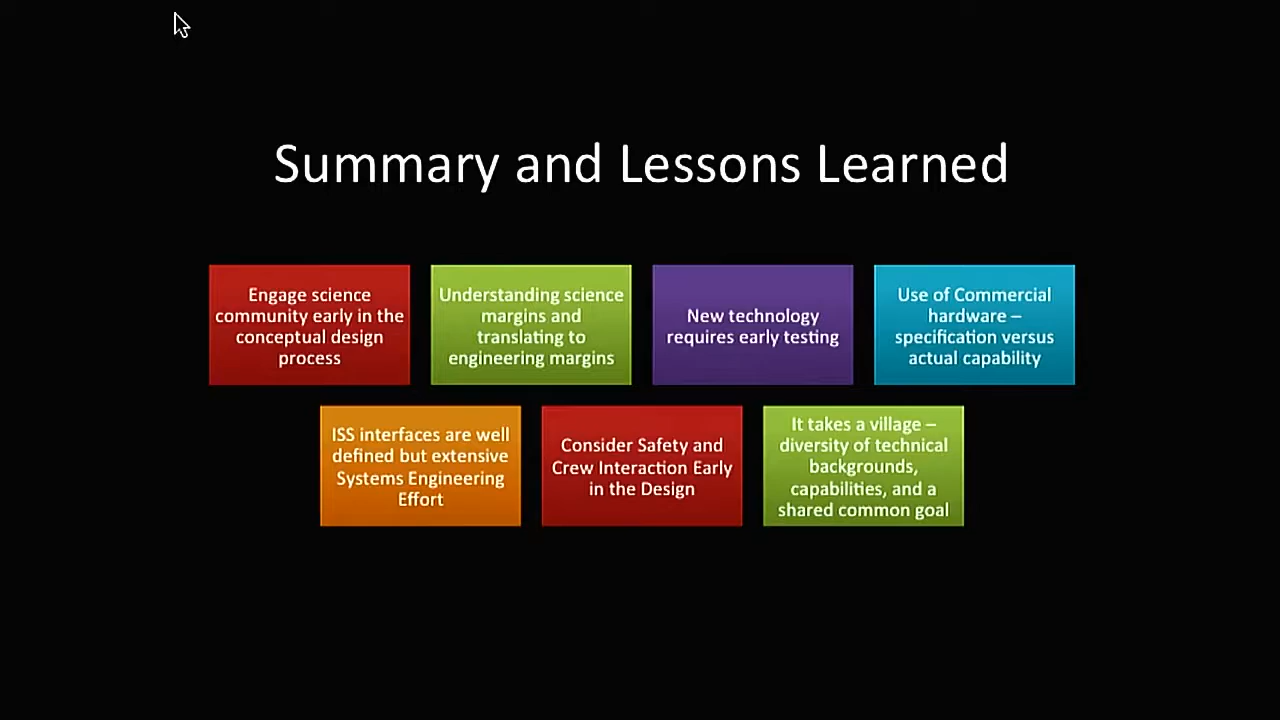 Summary and Lessons Learned
Engage science
community early in the
conceptual design
process
Understanding science
margins and
translating to
engineering margins
New technology
requires early testing
Use of Commercial
hardware –
specification versus
actual capability
ISS interfaces are well
defined but extensive
Systems Engineering
Effort
Consider Safety and
Crew Interaction Early
in the Design
It takes a village –
diversity of technical
backgrounds,
capabilities, and a
shared common goal